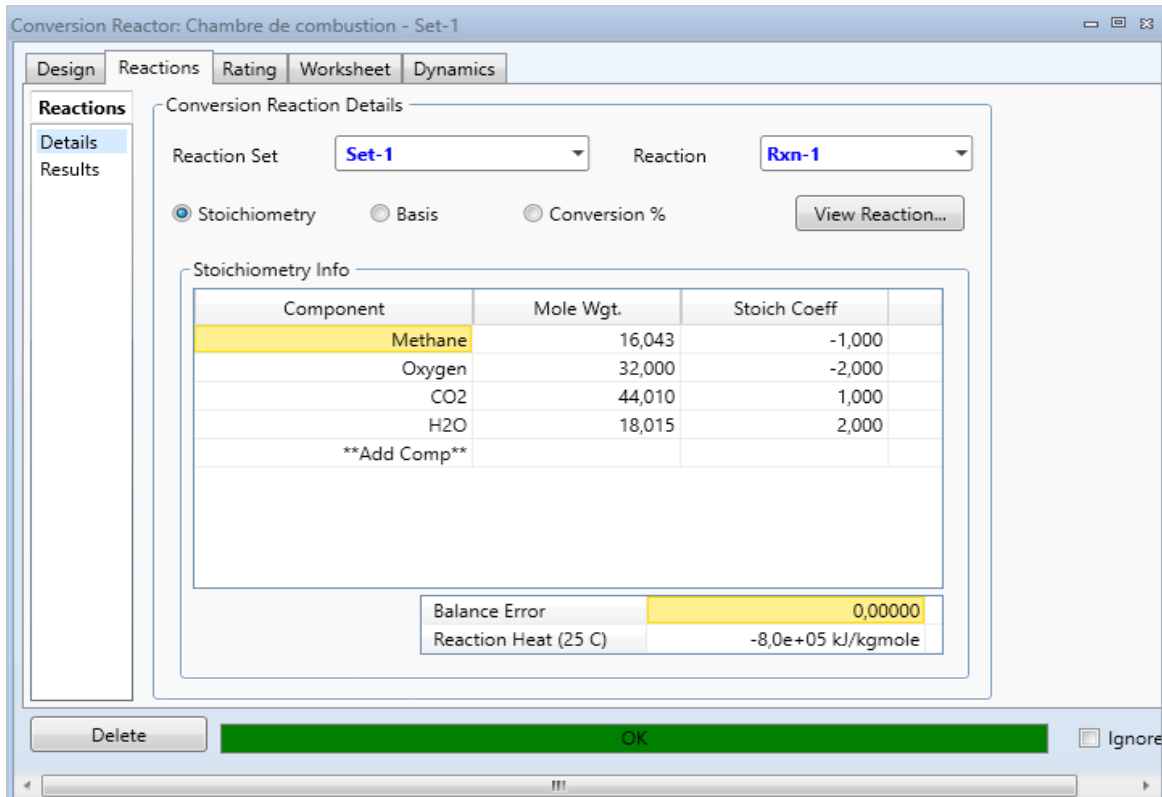 Conversion Reactor: Chambre de combustion - Set-1
Design Reactions Rating Worksheet Dynamics
Reactions
Details
Results
Conversion Reaction Details
Reaction Set Set-1 Reaction Rxn-1
Stoichiometry Basis Conversion % View Reaction...
Stoichiometry Info
Component Mole Wgt. Stoich Coeff
Methane 16,043 -1,000
Oxygen 32,000 -2,000
CO2 44,010 1,000
H2O 18,015 2,000
**Add Comp**
Balance Error 0,00000
Reaction Heat (25 C) -8,0e+05 kJ/kgmole
Delete OK Ignore